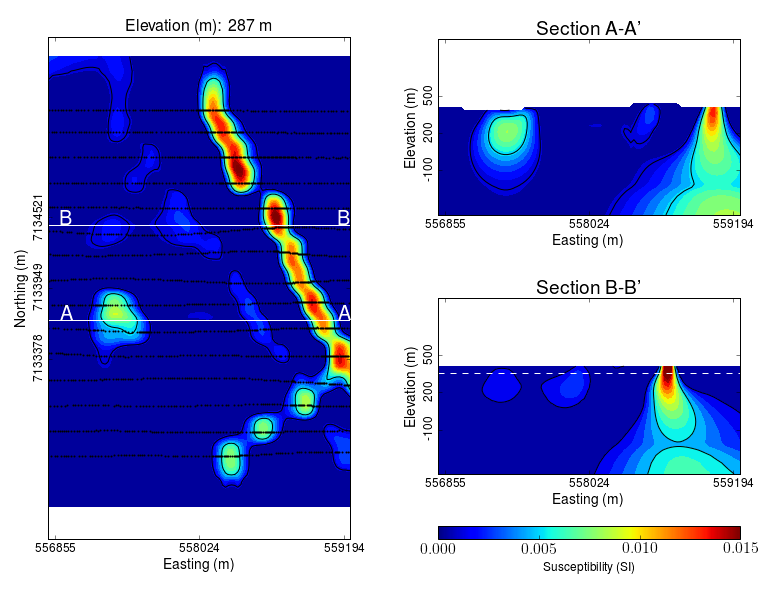 Elevation (m): 287 m
B B
A A
7134521
7133949
7133378
Northing (m)
556855 558024 559194
Easting (m)
Section A-A'
500
200
-100
Elevation (m)
556855 558024 559194
Easting (m)
Section B-B'
500
200
-100
Elevation (m)
556855 558024 559194
Easting (m)
0.000 0.005 0.010 0.015
Susceptibility (SI)